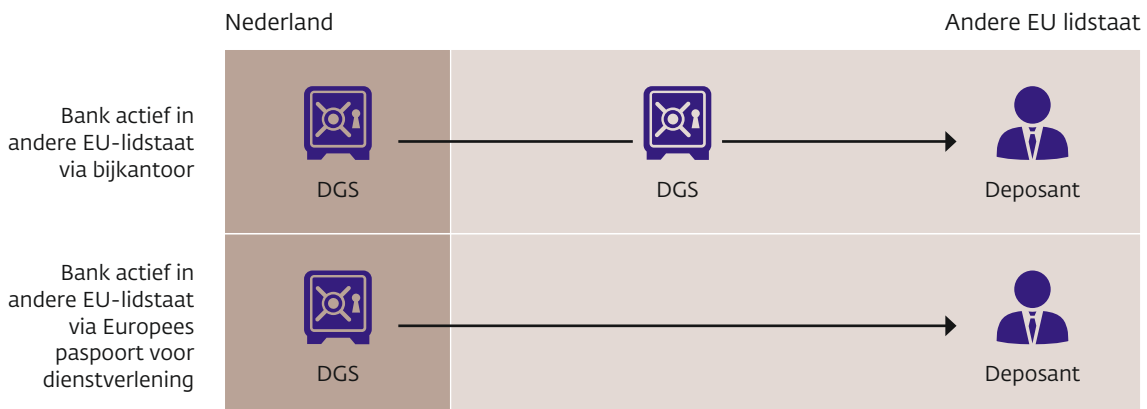 Nederland
Andere EU lidstaat
Bank actief in
andere EU-lidstaat
via bijkantoor
DGS
DGS
Deposant
Bank actief in
andere EU-lidstaat
via Europees
paspoort voor
dienstverlening
DGS
Deposant